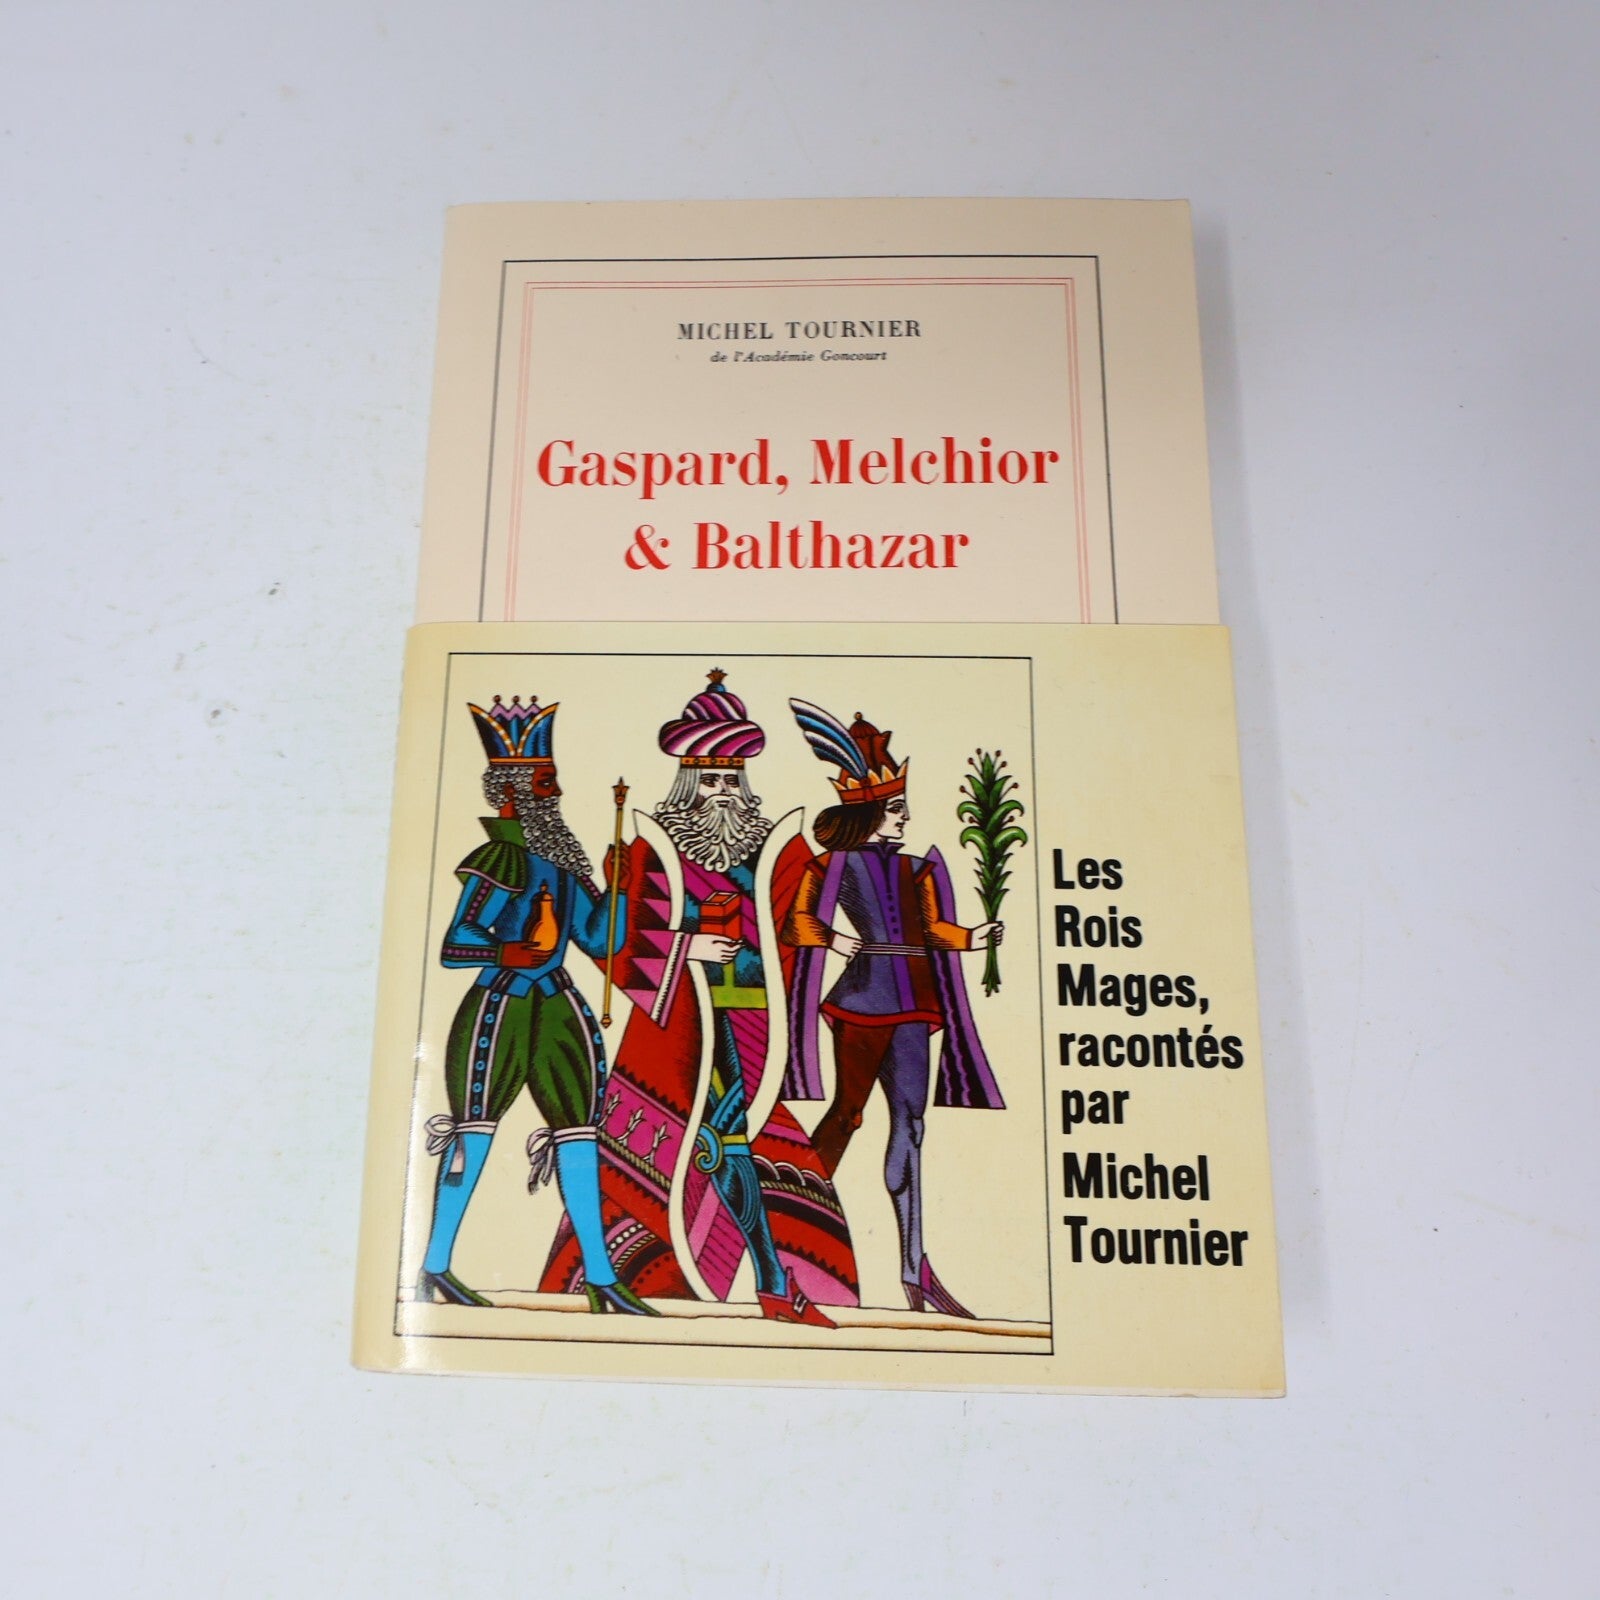 MICHEL TOURNIER
de l'Académie Goncourt
Gaspard, Melchior
& Balthazar
Les
Rois
Mages,
racontés
par
Michel
Tournier